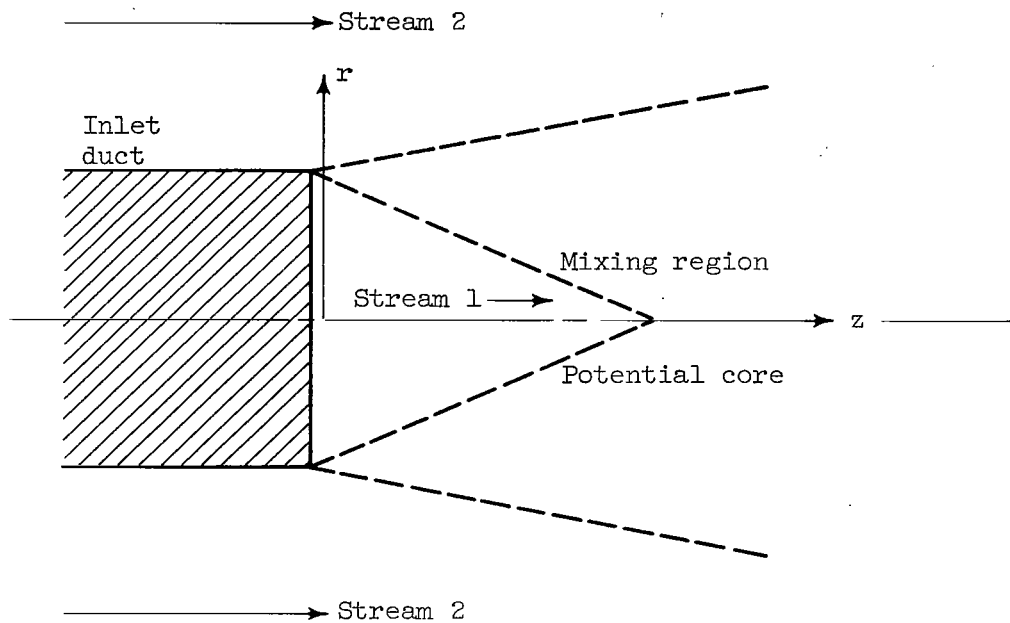 Stream 2
r
Inlet
duct
Mixing region
Stream 1
z
Potential core
Stream 2